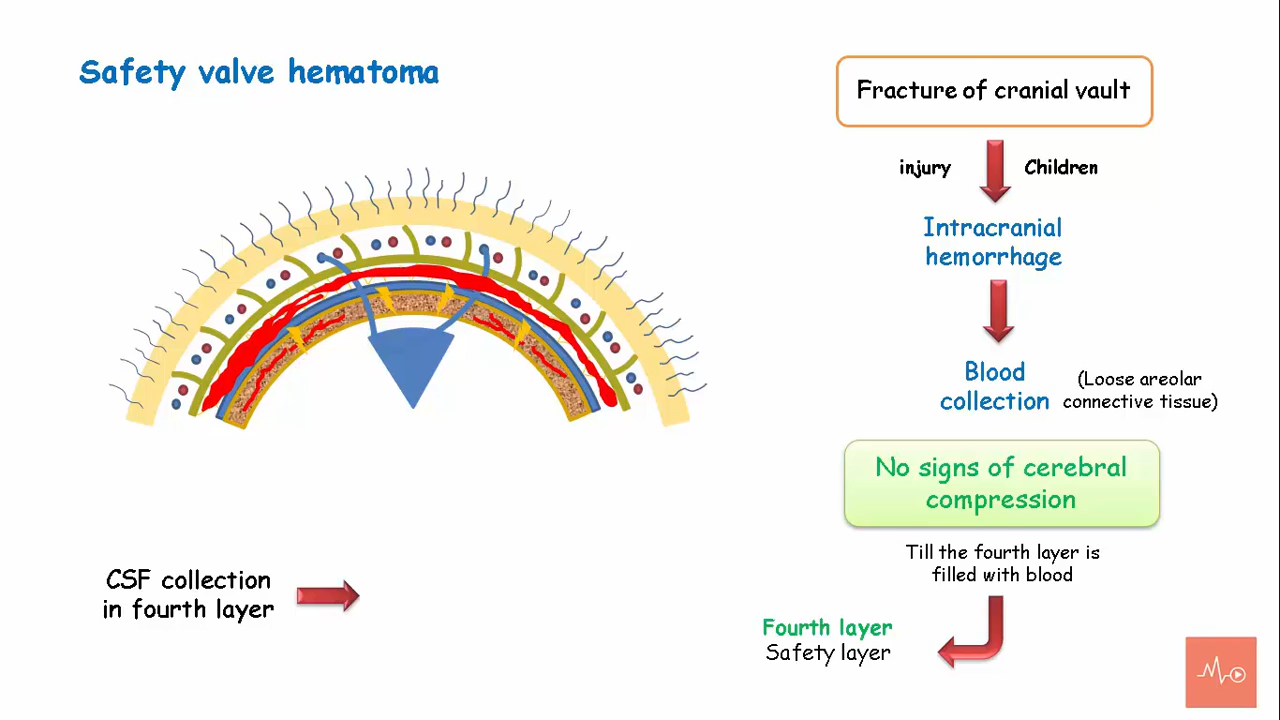 Safety valve hematoma
Fracture of cranial vault
injury
Children
Intracranial
hemorrhage
Blood
collection
(Loose areolar
connective tissue)
No signs of cerebral
compression
Till the fourth layer is
filled with blood
Fourth layer
Safety layer
CSF collection
in fourth layer